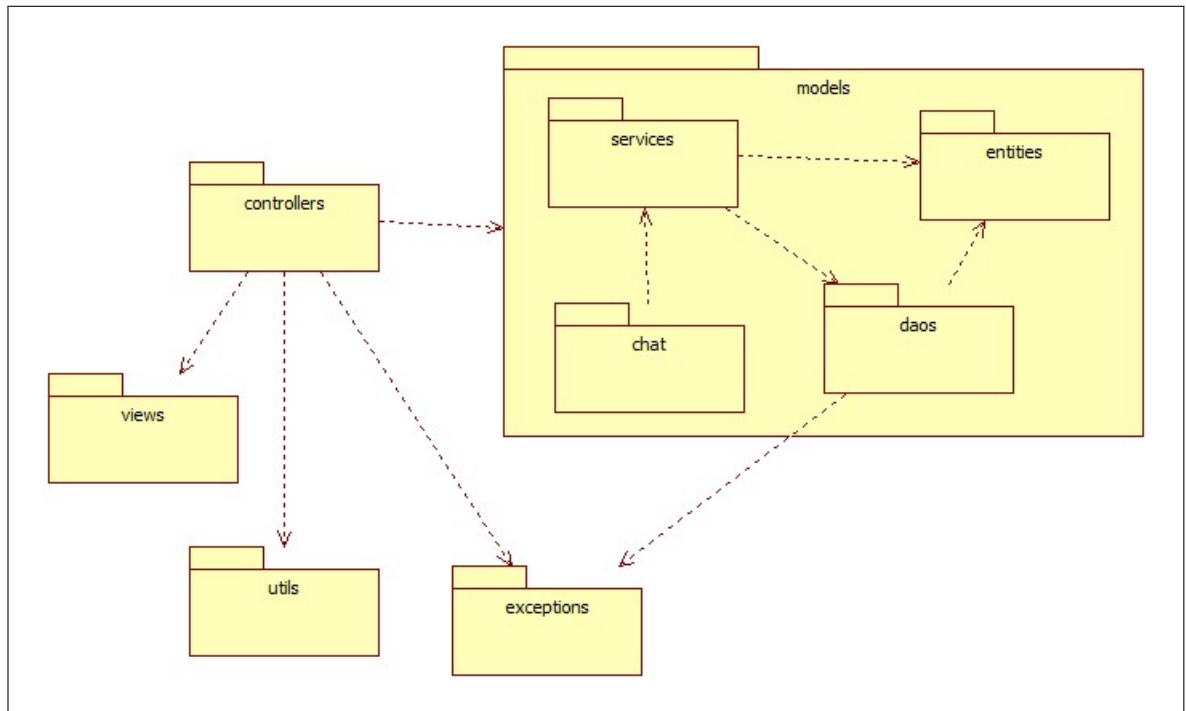 models
services
entities
controllers
chat
daos
views
utils
exceptions